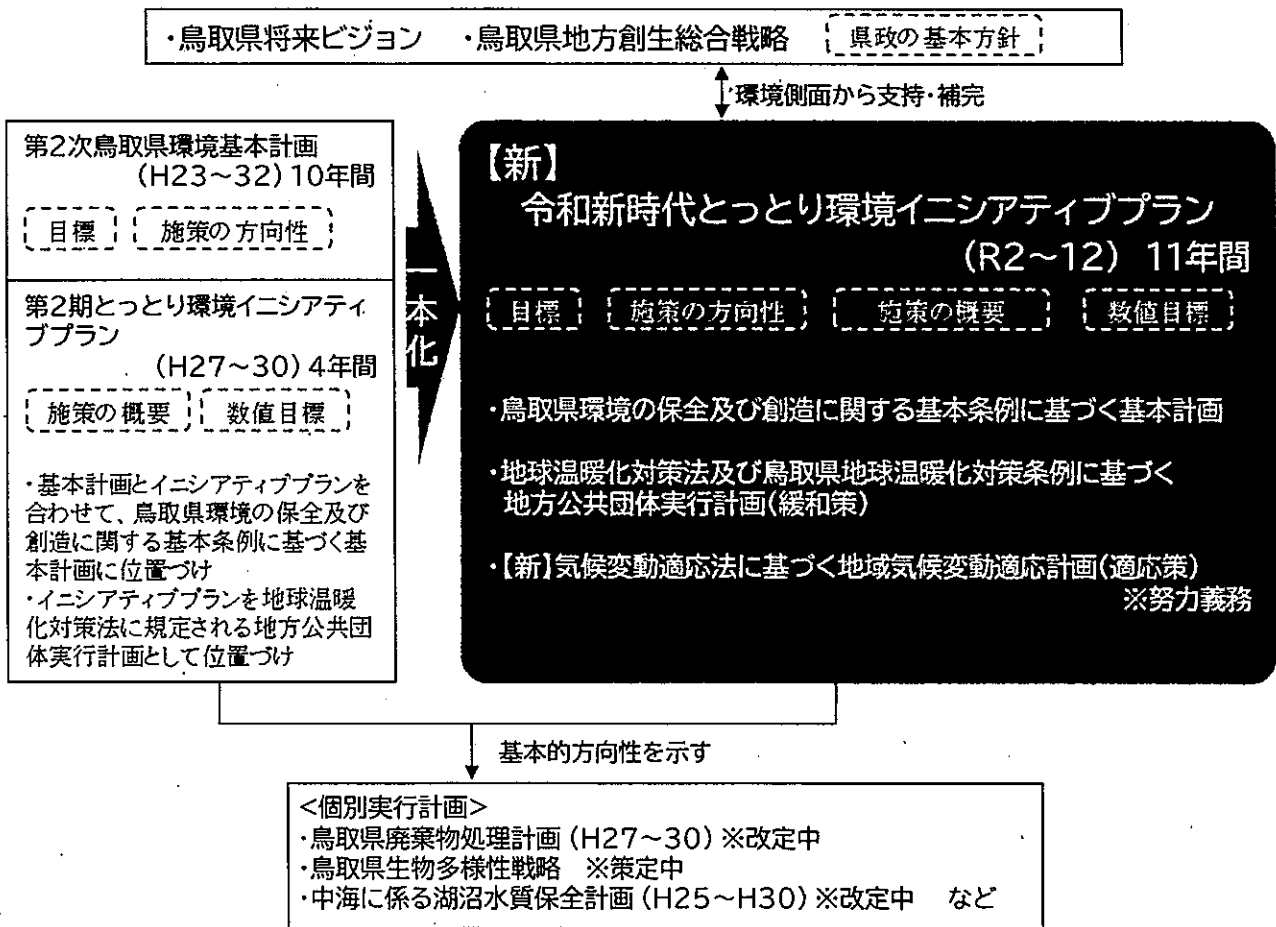 ・鳥取県将来ビジョン ・鳥取県地方創生総合戦略 県政の基本方針
環境側面から支持・補完
第2次鳥取県環境基本計画
(H23～32)10年間
目標 施策の方向性
第2期とっとり環境イニシアティ
ブプラン
(H27～30)4年間
施策の概要 数値目標
・基本計画とイニシアティブプランを
合わせて、鳥取県環境の保全及び
創造に関する基本条例に基づく基
本計画に位置づけ
・イニシアティブプランを地球温暖
化対策法に規定される地方公共団
体実行計画として位置づけ
一本化
【新】
令和新時代とっとり環境イニシアティブプラン
(R2～12) 11年間
目標 施策の方向性 施策の概要 数値目標
・鳥取県環境の保全及び創造に関する基本条例に基づく基本計画
・地球温暖化対策法及び鳥取県地球温暖化対策条例に基づく
地方公共団体実行計画(緩和策)
・【新】気候変動適応法に基づく地域気候変動適応計画(適応策)
※努力義務
基本的方向性を示す
<個別実行計画>
・鳥取県廃棄物処理計画(H27～30)※改定中
・鳥取県生物多様性戦略 ※策定中
・中海に係る湖沼水質保全計画(H25～H30)※改定中 など